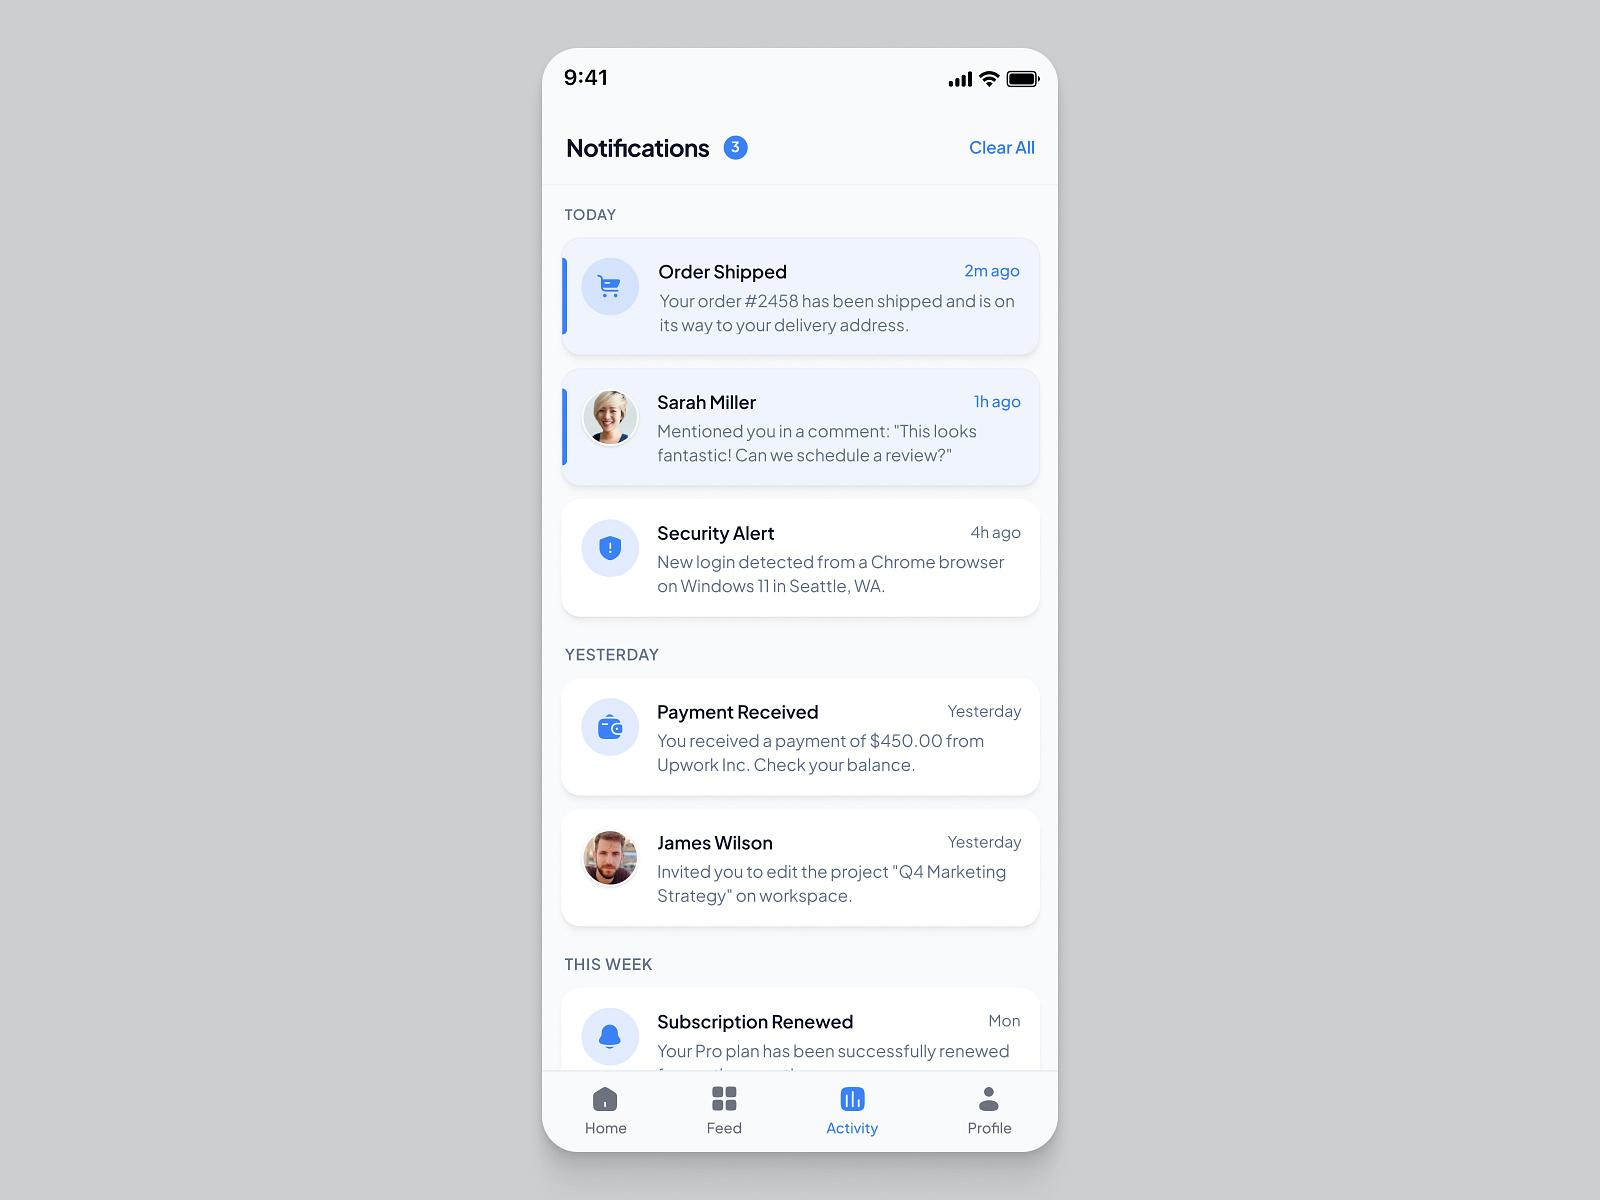 9:41
Notifications 3 Clear All
TODAY
Order Shipped 2m ago
Your order #2458 has been shipped and is on
its way to your delivery address.
Sarah Miller 1h ago
Mentioned you in a comment: "This looks
fantastic! Can we schedule a review?"
Security Alert 4h ago
New login detected from a Chrome browser
on Windows 11 in Seattle, WA.
YESTERDAY
Payment Received Yesterday
You received a payment of $450.00 from
Upwork Inc. Check your balance.
James Wilson Yesterday
Invited you to edit the project "Q4 Marketing
Strategy" on workspace.
THIS WEEK
Subscription Renewed Mon
Your Pro plan has been successfully renewed
Home Feed Activity Profile